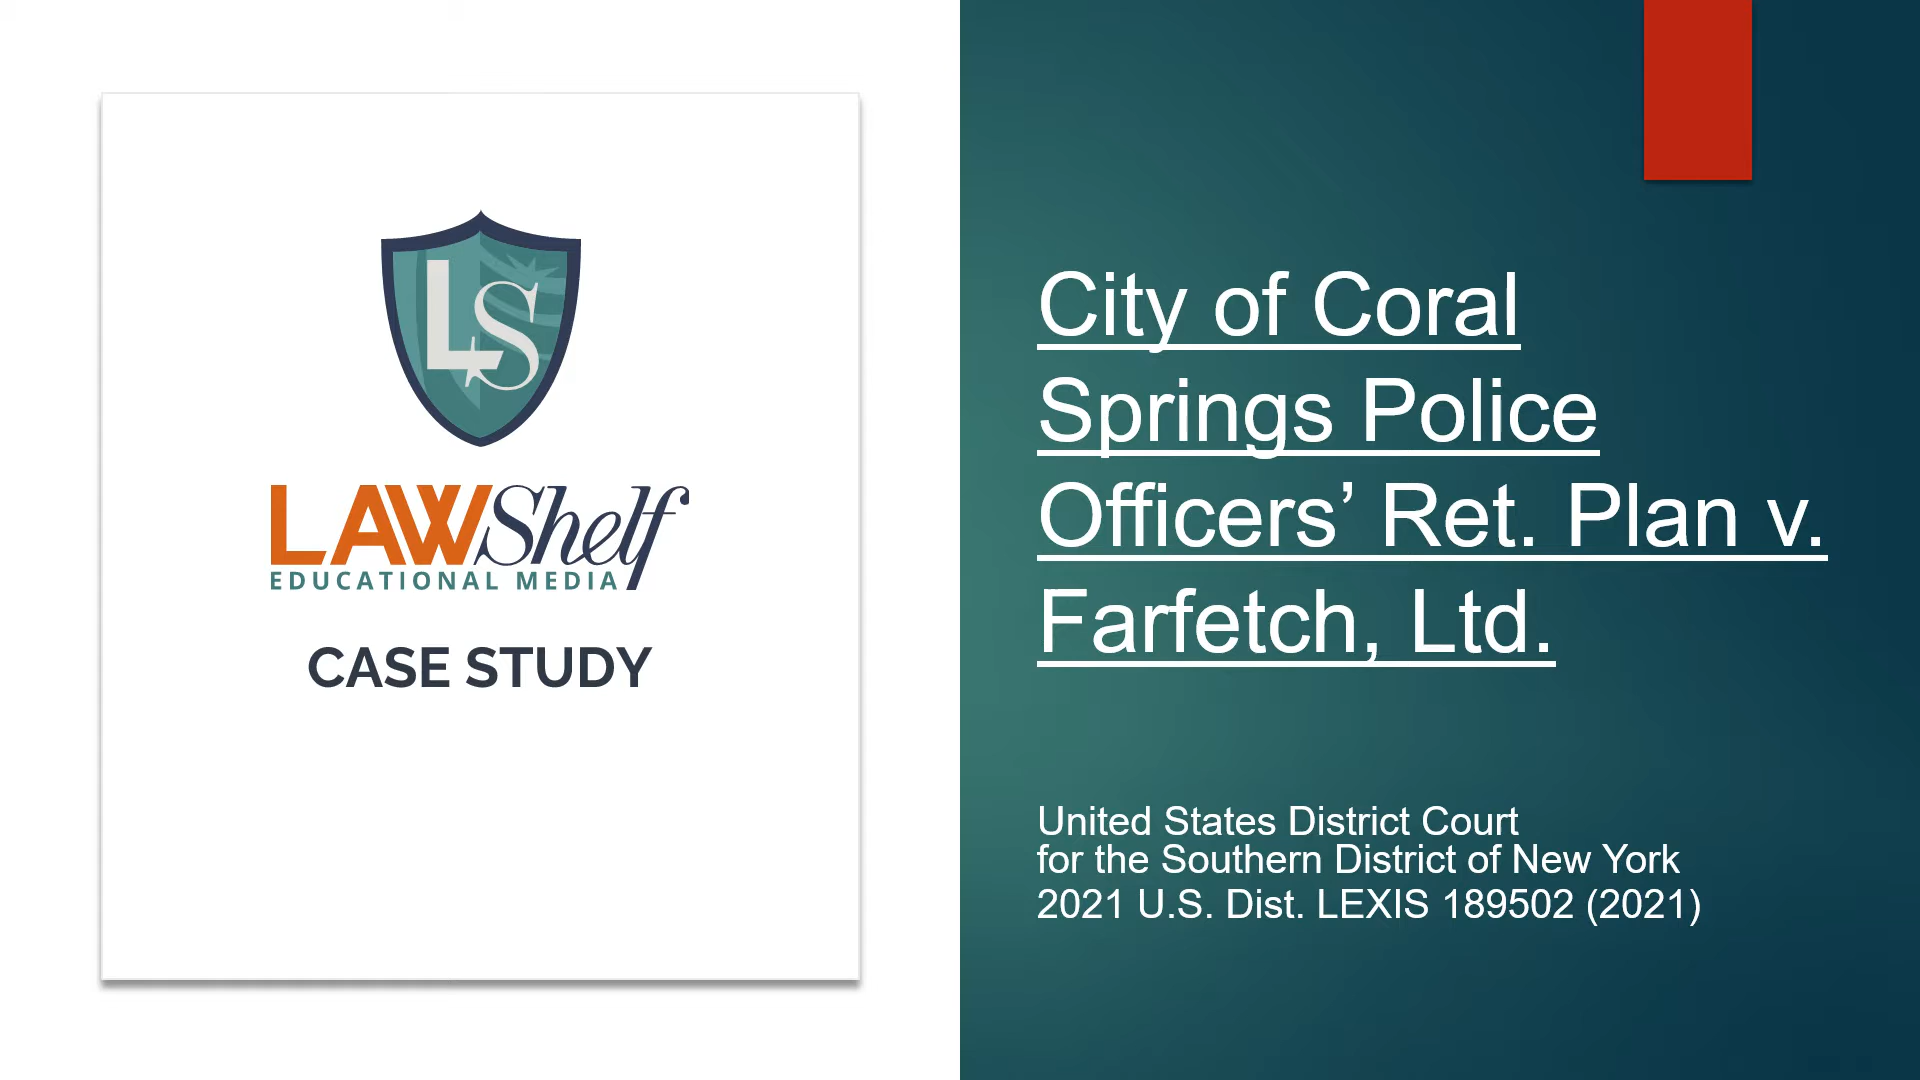 LS
LAWShelf
EDUCATIONAL MEDIA
CASE STUDY
City of Coral
Springs Police
Officers’ Ret. Plan v.
Farfetch, Ltd.
United States District Court
for the Southern District of New York
2021 U.S. Dist. LEXIS 189502 (2021)